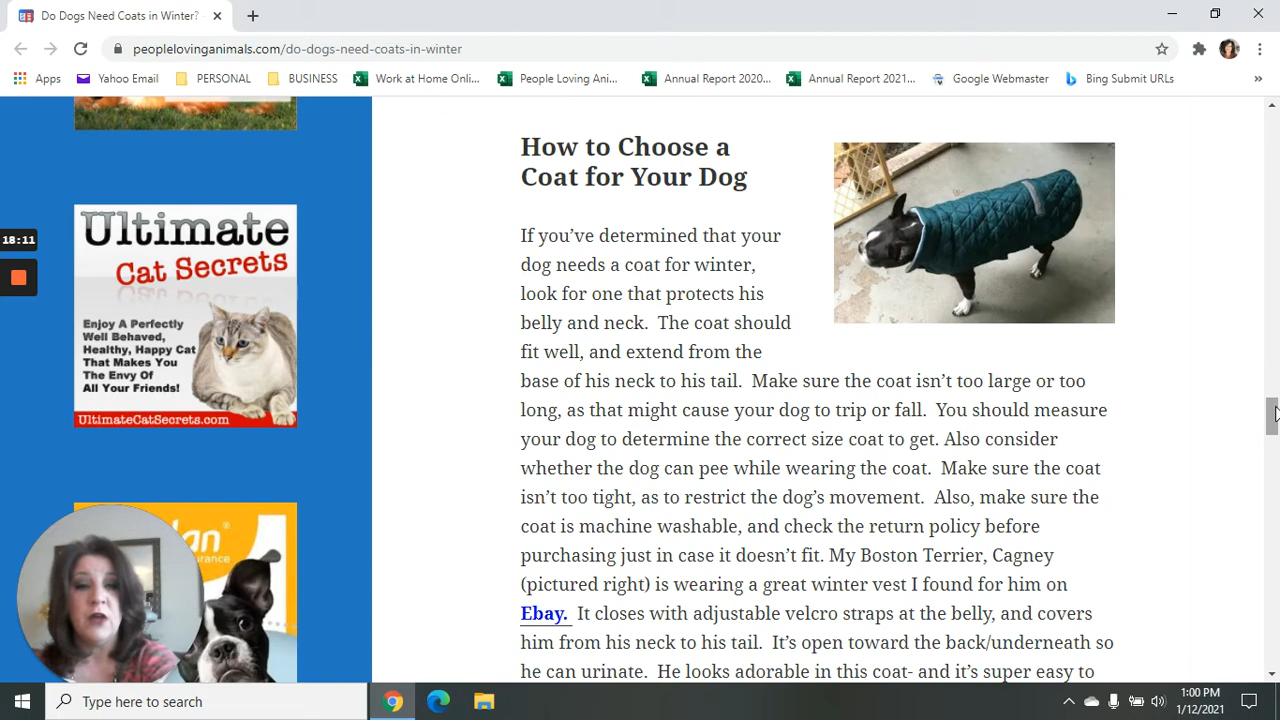 Do Dogs Need Coats in Winter?
peoplelovinganimals.com/do-dogs-need-coats-in-winter
Apps
Yahoo Email
PERSONAL
BUSINESS
Work at Home Onli...
People Loving Ani...
Annual Report 2020...
Annual Report 2021...
Google Webmaster
Bing Submit URLs
»
18:11
Ultimate
Cat Secrets
Enjoy A Perfectly
Well Behaved,
Healthy, Happy Cat
That Makes You
The Envy Of
All Your Friends!
UltimateCatSecrets.com
How to Choose a
Coat for Your Dog
If you’ve determined that your
dog needs a coat for winter,
look for one that protects his
belly and neck.  The coat should
fit well, and extend from the
base of his neck to his tail.  Make sure the coat isn’t too large or too
long, as that might cause your dog to trip or fall.  You should measure
your dog to determine the correct size coat to get. Also consider
whether the dog can pee while wearing the coat.  Make sure the coat
isn’t too tight, as to restrict the dog’s movement.  Also, make sure the
coat is machine washable, and check the return policy before
purchasing just in case it doesn’t fit. My Boston Terrier, Cagney
(pictured right) is wearing a great winter vest I found for him on
Ebay.  It closes with adjustable velcro straps at the belly, and covers
him from his neck to his tail.  It’s open toward the back/underneath so
he can urinate.  He looks adorable in this coat- and it’s super easy to
Type here to search
1:00 PM
1/12/2021